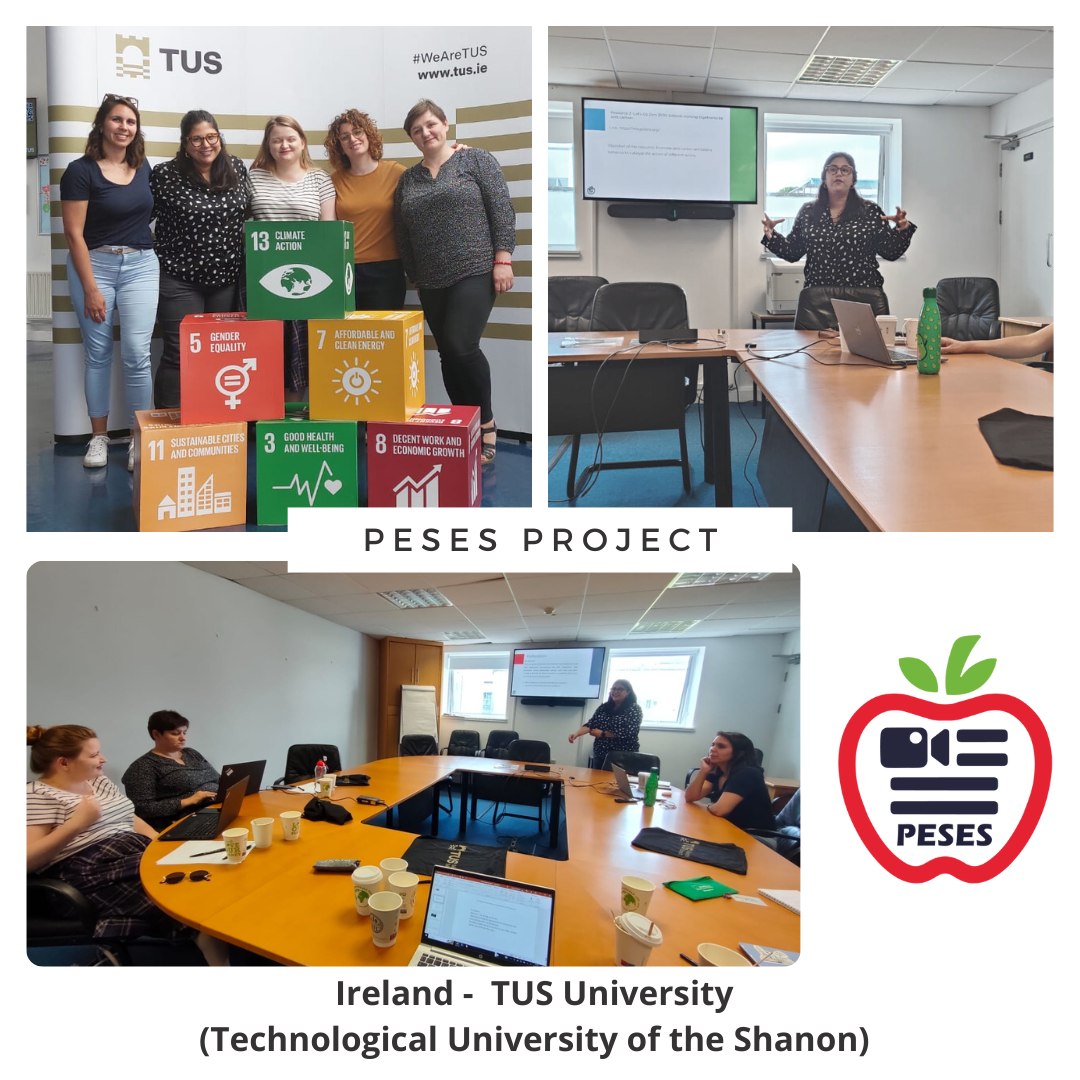 TUS
#WeAreTUS
www.tus.ie
13 CLIMATE
ACTION
5 GENDER
EQUALITY
7 AFFORDABLE AND
CLEAN ENERGY
11 SUSTAINABLE CITIES
AND COMMUNITIES
3 GOOD HEALTH
AND WELL-BEING
8 DECENT WORK AND
ECONOMIC GROWTH
PESES PROJECT
TUS
PESES
Ireland - TUS University
(Technological University of the Shanon)